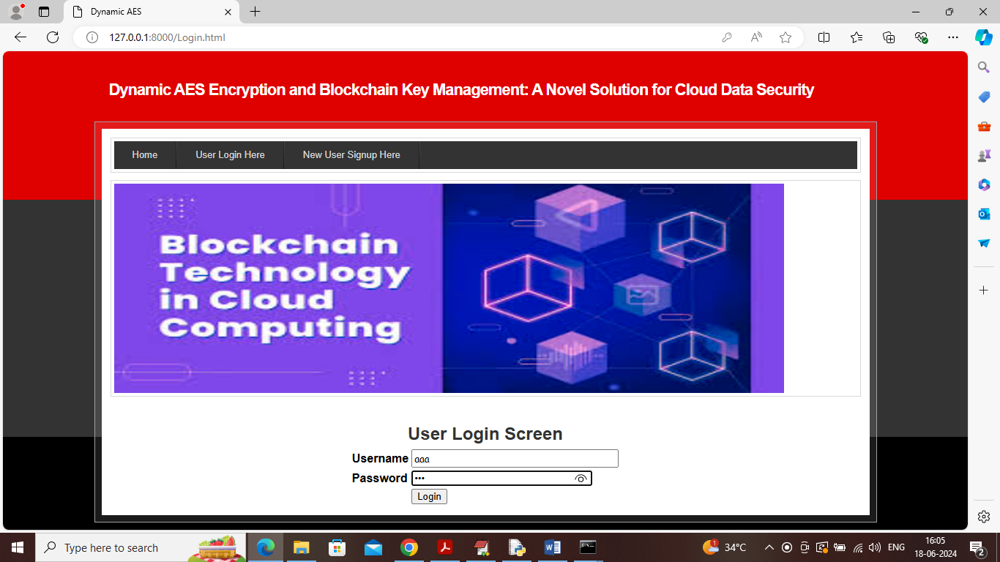 Dynamic AES
127.0.0.1:8000/Login.html
Dynamic AES Encryption and Blockchain Key Management: A Novel Solution for Cloud Data Security
Home User Login Here New User Signup Here
Blockchain
Technology
in Cloud
Computing
User Login Screen
Username aaa
Password •••
Login
Type here to search
34°C
ENG
16:05
18-06-2024
2